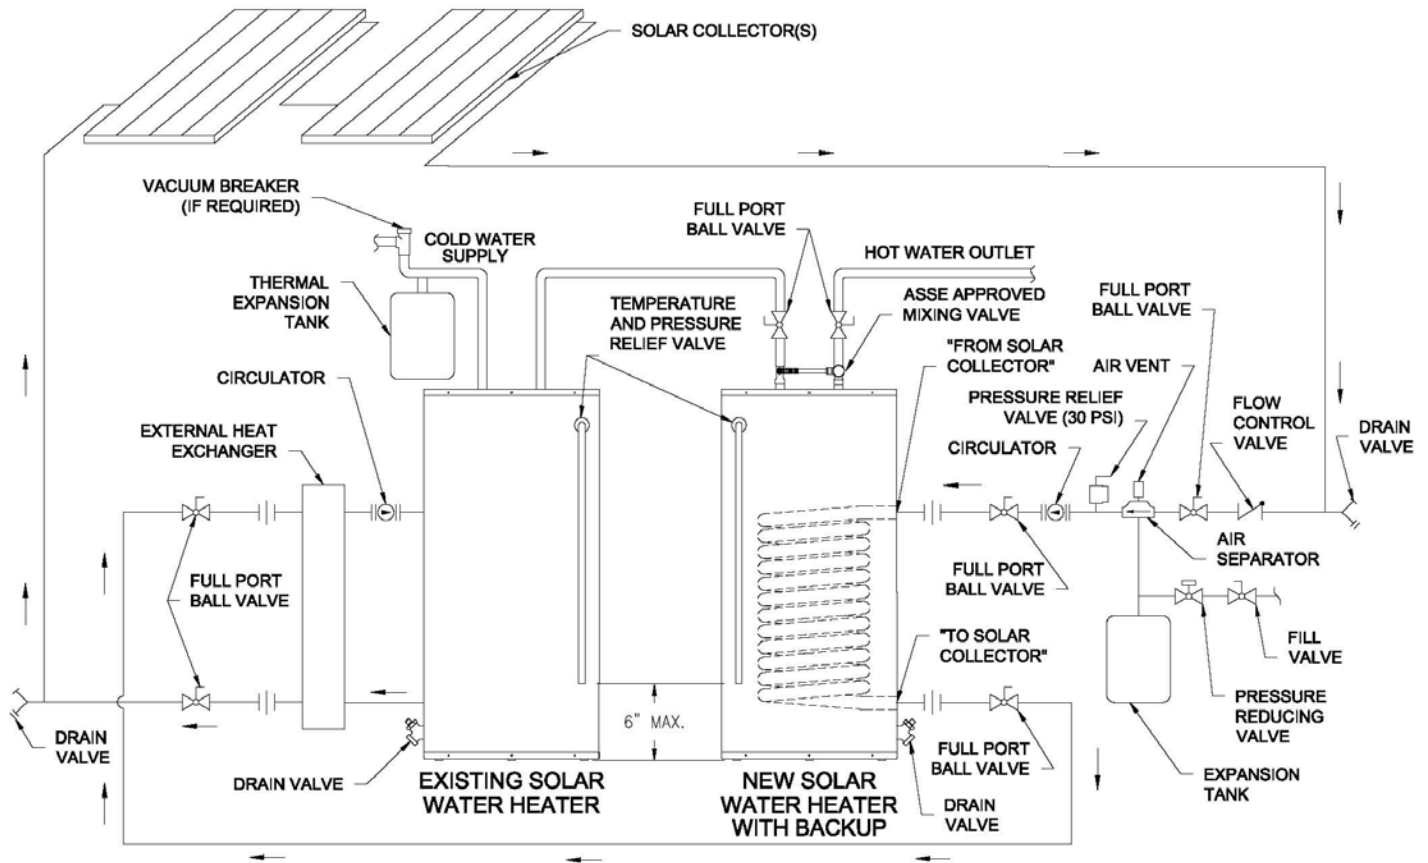 SOLAR COLLECTOR(S)
VACUUM BREAKER
(IF REQUIRED)
COLD WATER
SUPPLY
FULL PORT
BALL VALVE
HOT WATER OUTLET
THERMAL
EXPANSION
TANK
TEMPERATURE
AND PRESSURE
RELIEF VALVE
ASSE APPROVED
MIXING VALVE
FULL PORT
BALL VALVE
"FROM SOLAR
COLLECTOR"
AIR VENT
CIRCULATOR
PRESSURE RELIEF
VALVE (30 PSI)
FLOW
CONTROL
VALVE
DRAIN
VALVE
EXTERNAL HEAT
EXCHANGER
CIRCULATOR
AIR
SEPARATOR
FULL PORT
BALL VALVE
FULL PORT
BALL VALVE
"TO SOLAR
COLLECTOR"
FILL
VALVE
6" MAX.
PRESSURE
REDUCING
VALVE
DRAIN
VALVE
FULL PORT
BALL VALVE
DRAIN VALVE
EXISTING SOLAR
WATER HEATER
NEW SOLAR
WATER HEATER
WITH BACKUP
DRAIN
VALVE
EXPANSION
TANK